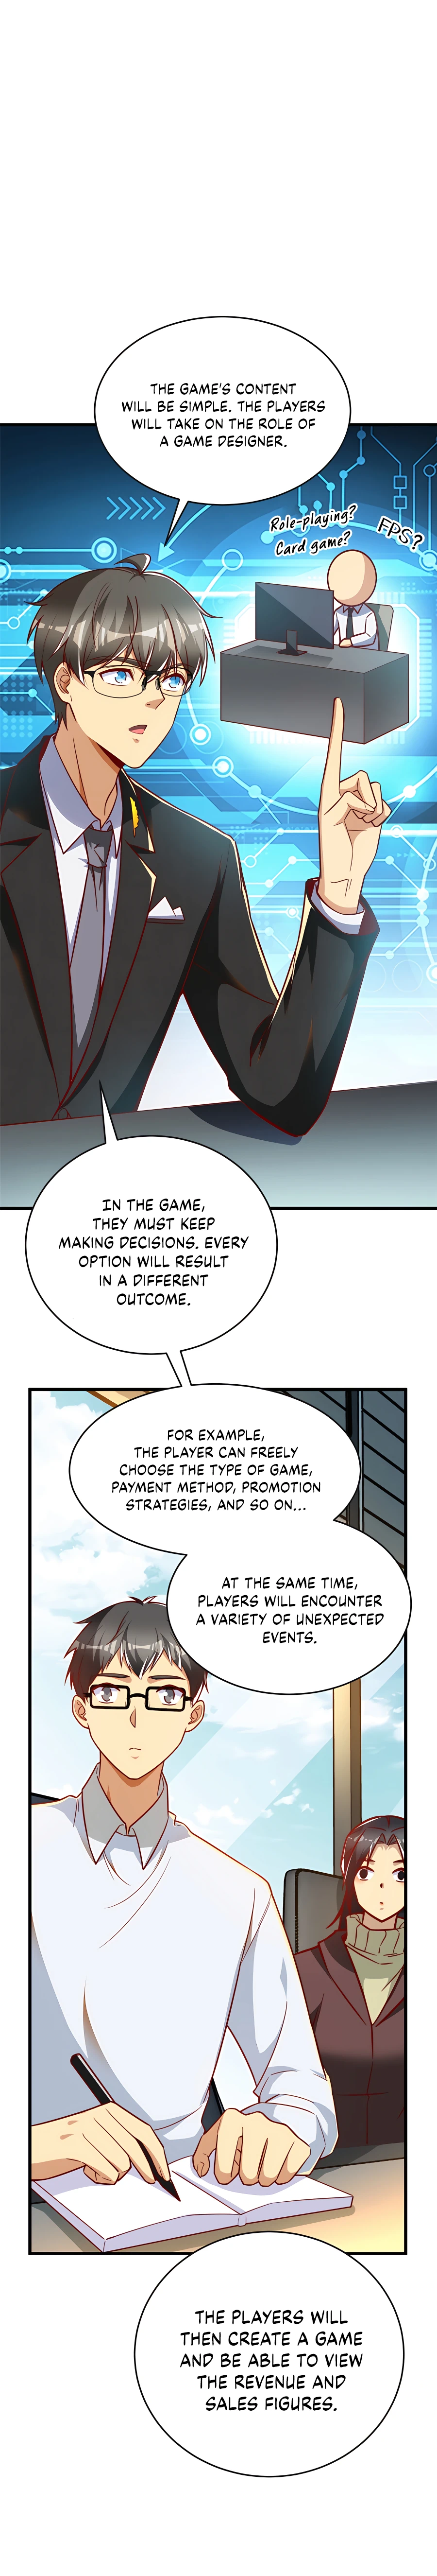 THE GAME'S CONTENT
WILL BE SIMPLE. THE PLAYERS
WILL TAKE ON THE ROLE OF
A GAME DESIGNER.
Role-playing?
Card game?
FPS?
IN THE GAME,
THEY MUST KEEP
MAKING DECISIONS. EVERY
OPTION WILL RESULT
IN A DIFFERENT
OUTCOME.
FOR EXAMPLE,
THE PLAYER CAN FREELY
CHOOSE THE TYPE OF GAME,
PAYMENT METHOD, PROMOTION
STRATEGIES, AND SO ON...
AT THE SAME TIME,
PLAYERS WILL ENCOUNTER
A VARIETY OF UNEXPECTED
EVENTS.
THE PLAYERS WILL
THEN CREATE A GAME
AND BE ABLE TO VIEW
THE REVENUE AND
SALES FIGURES.